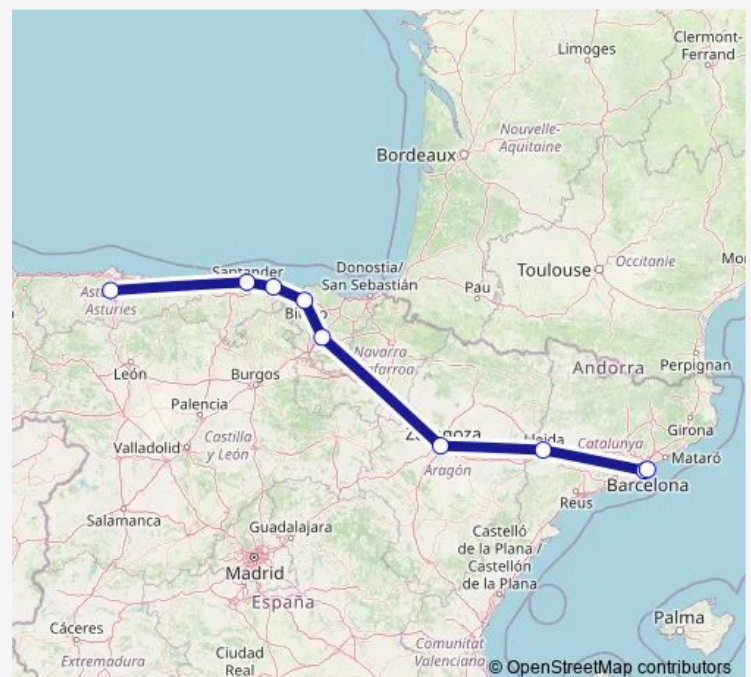 Limoges
Clermont-
Ferrand
Nouvelle-
Aquitaine
Bordeaux
Donostia/
San Sebastián
Toulouse
Occitanie
Santander
Pau
Asturies
León
Burgos
Navarra
Andorra
Perpignan
Palencia
Castilla
y León
Valladolid
Girona
Catalunya
Mataró
Aragón
Barcelona
Reus
Salamanca
Guadalajara
Castelló
de la Plana /
Castellón
de la Plana
Madrid
España
Palma
Cáceres
Ciudad
Real
Comunitat
Valenciana
Extremadura
© OpenStreetMap contributors